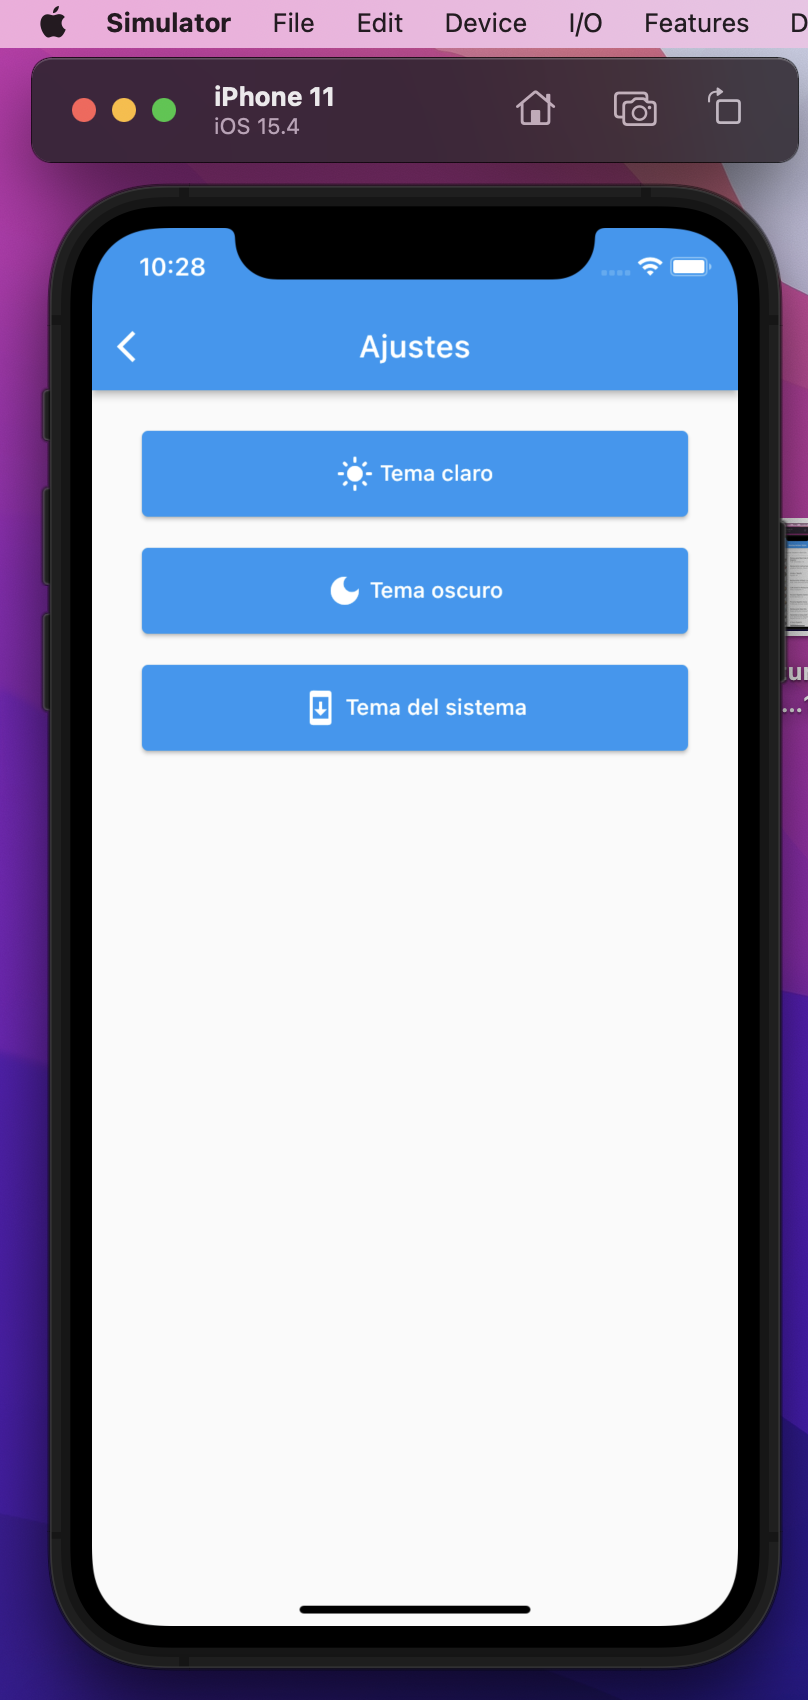 Simulator File Edit Device I/O Features
iPhone 11
iOS 15.4
10:28
Ajustes
Tema claro
Tema oscuro
Tema del sistema